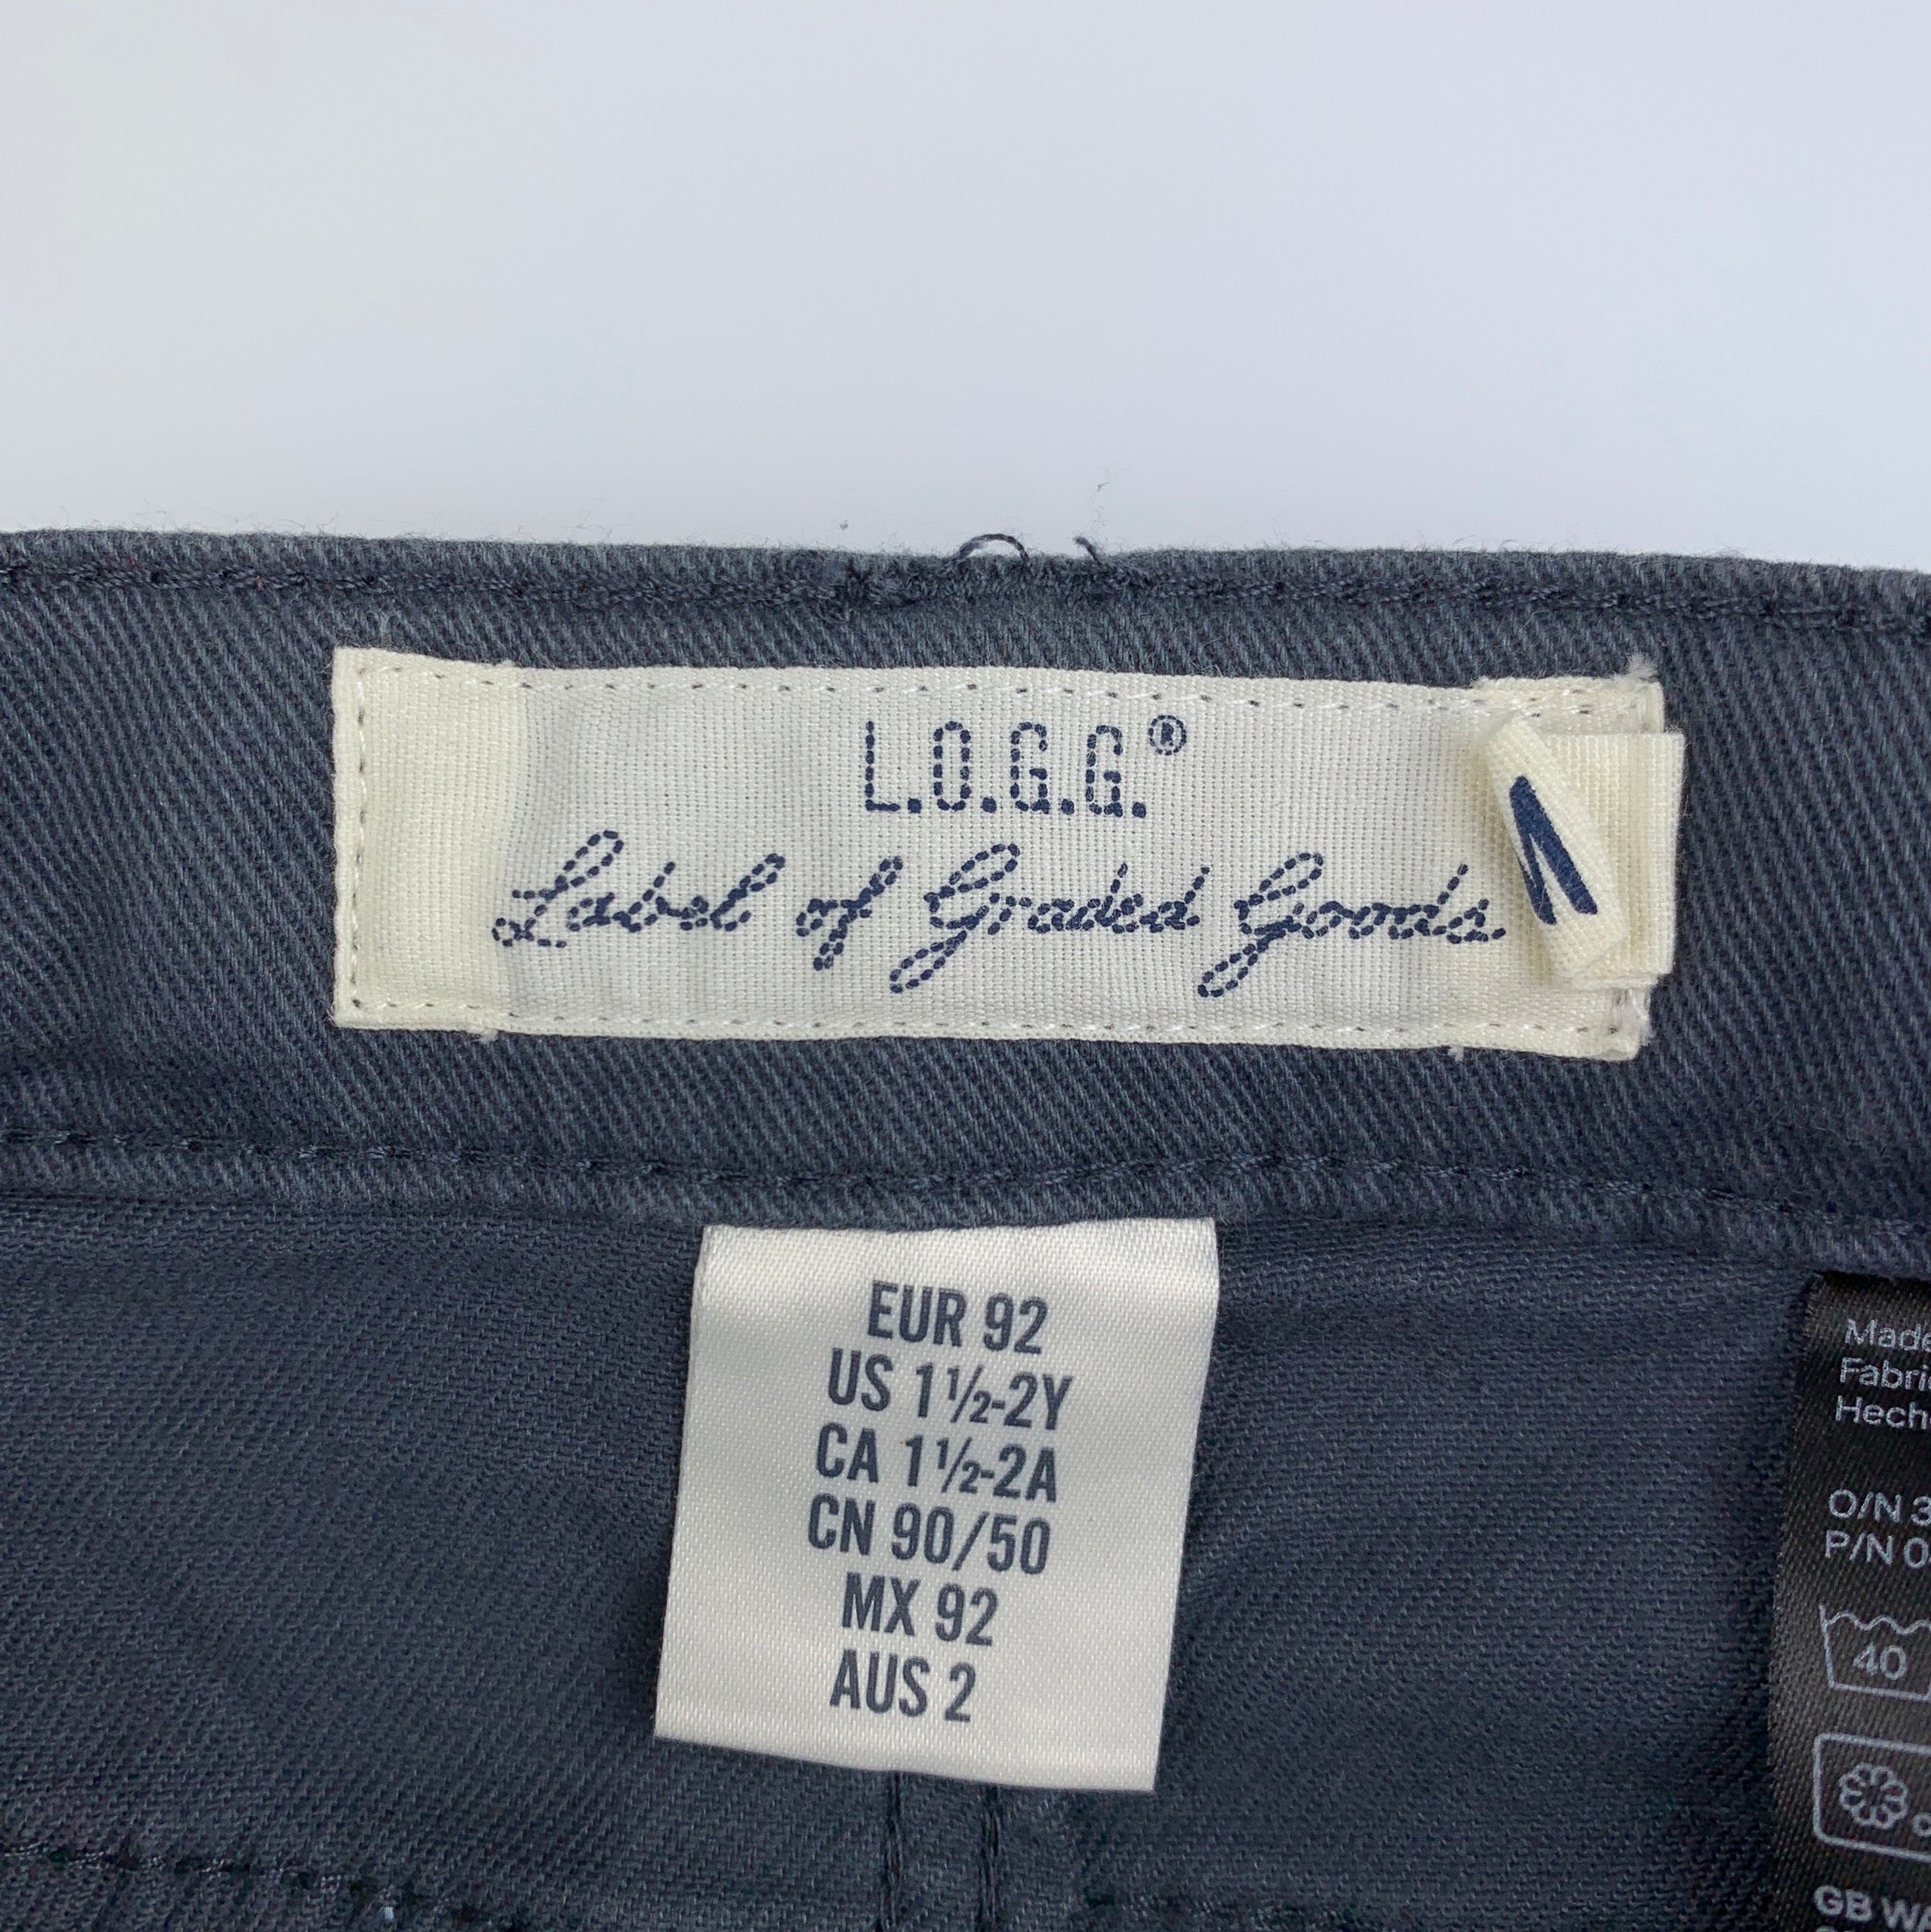 L.O.G.G.®
Label of Graded Goods
EUR 92
US 1½-2Y
CA 1½-2A
CN 90/50
MX 92
AUS 2
O/N
P/N
40
GB